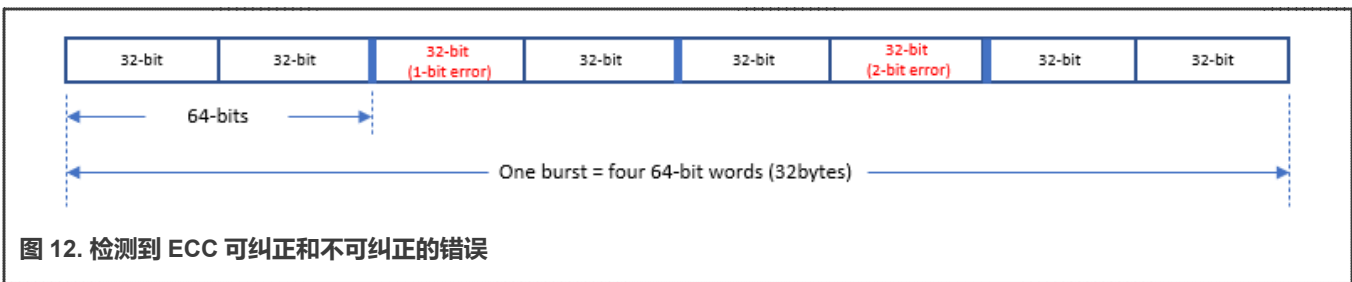 32-bit 32-bit 32-bit 32-bit 32-bit 32-bit 32-bit 32-bit
(1-bit error) (2-bit error)
64-bits
One burst = four 64-bit words (32bytes)
图 12. 检测到 ECC 可纠正和不可纠正的错误